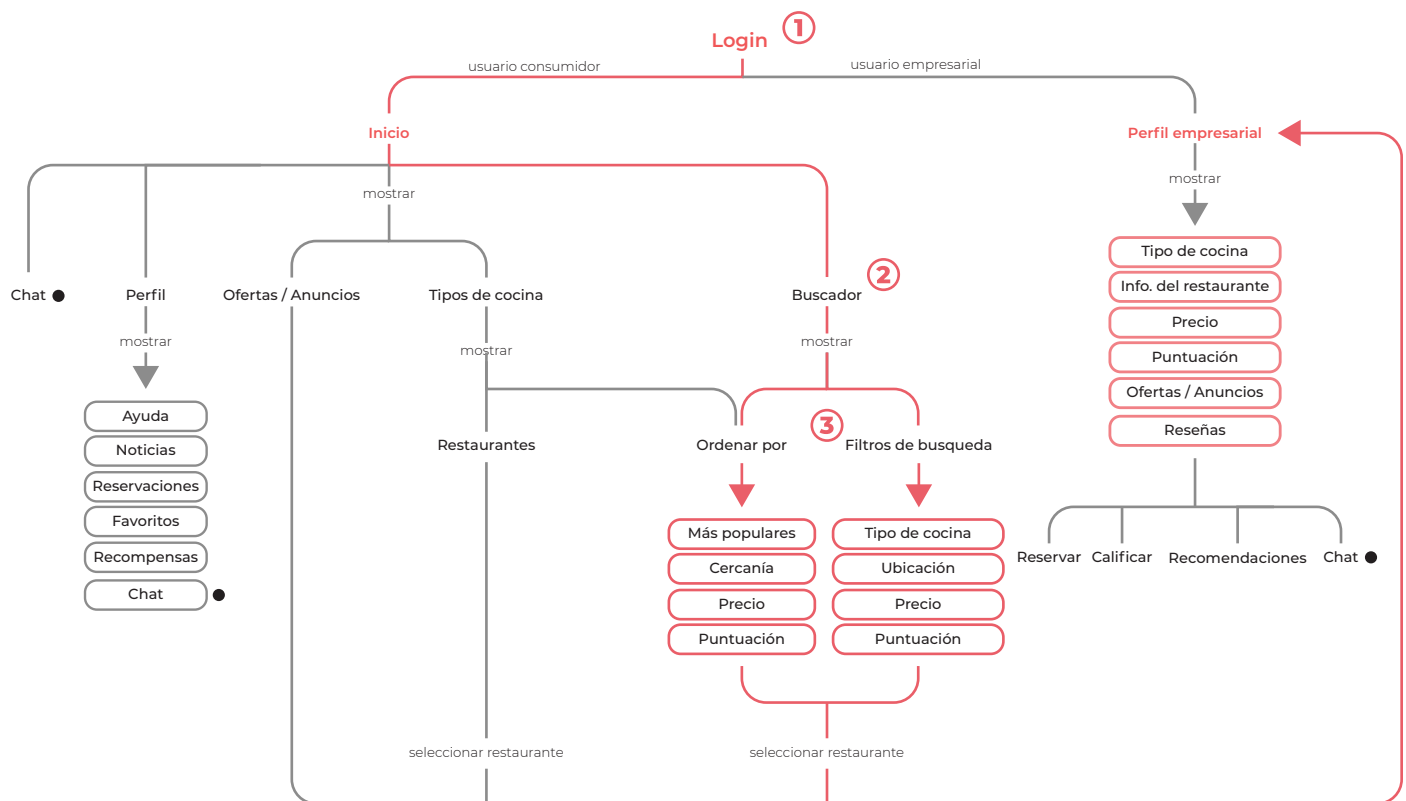 Login
1
usuario consumidor
usuario empresarial
Inicio
Perfil empresarial
mostrar
mostrar
Chat
Perfil
Ofertas / Anuncios
Tipos de cocina
Buscador
2
mostrar
mostrar
mostrar
Ayuda
Noticias
Reservaciones
Favoritos
Recompensas
Chat
Restaurantes
Ordenar por
3
Filtros de busqueda
Más populares
Cercanía
Precio
Puntuación
Tipo de cocina
Ubicación
Precio
Puntuación
seleccionar restaurante
seleccionar restaurante
Tipo de cocina
Info. del restaurante
Precio
Puntuación
Ofertas / Anuncios
Reseñas
Reservar
Calificar
Recomendaciones
Chat